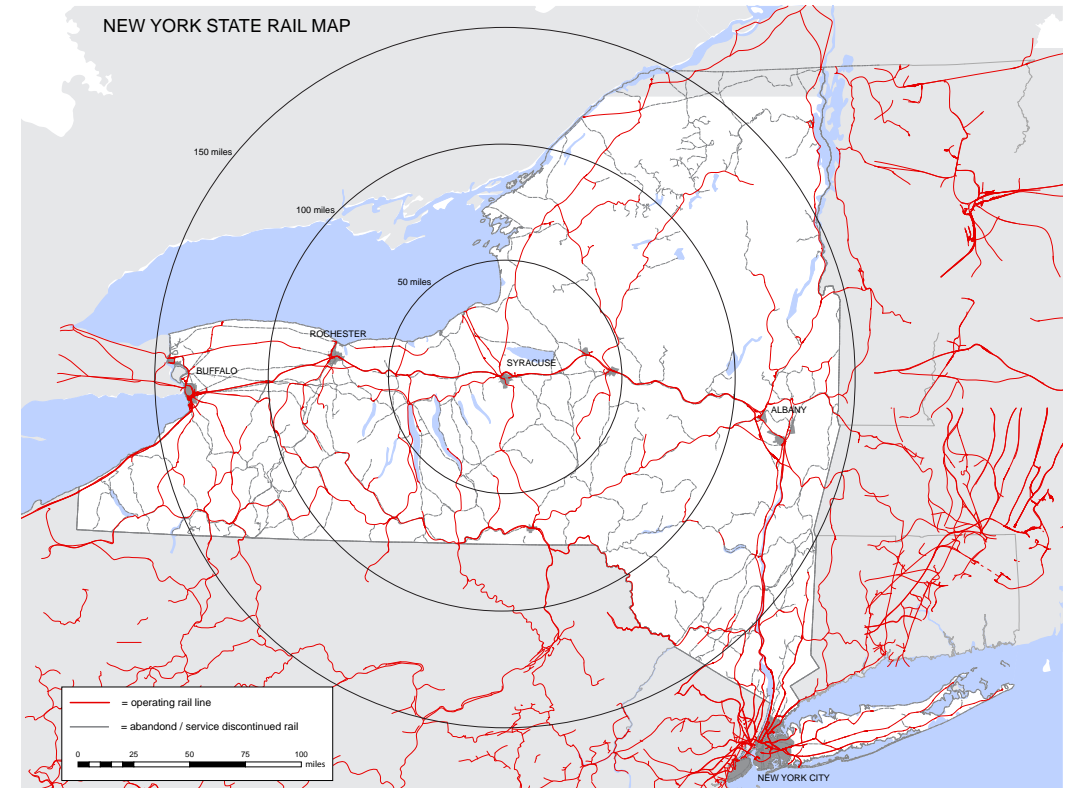 NEW YORK STATE RAIL MAP
150 miles
100 miles
50 miles
ROCHESTER
SYRACUSE
BUFFALO
ALBANY
= operating rail line
= abandond / service discontinued rail
0 25 50 75 100
miles
NEW YORK CITY